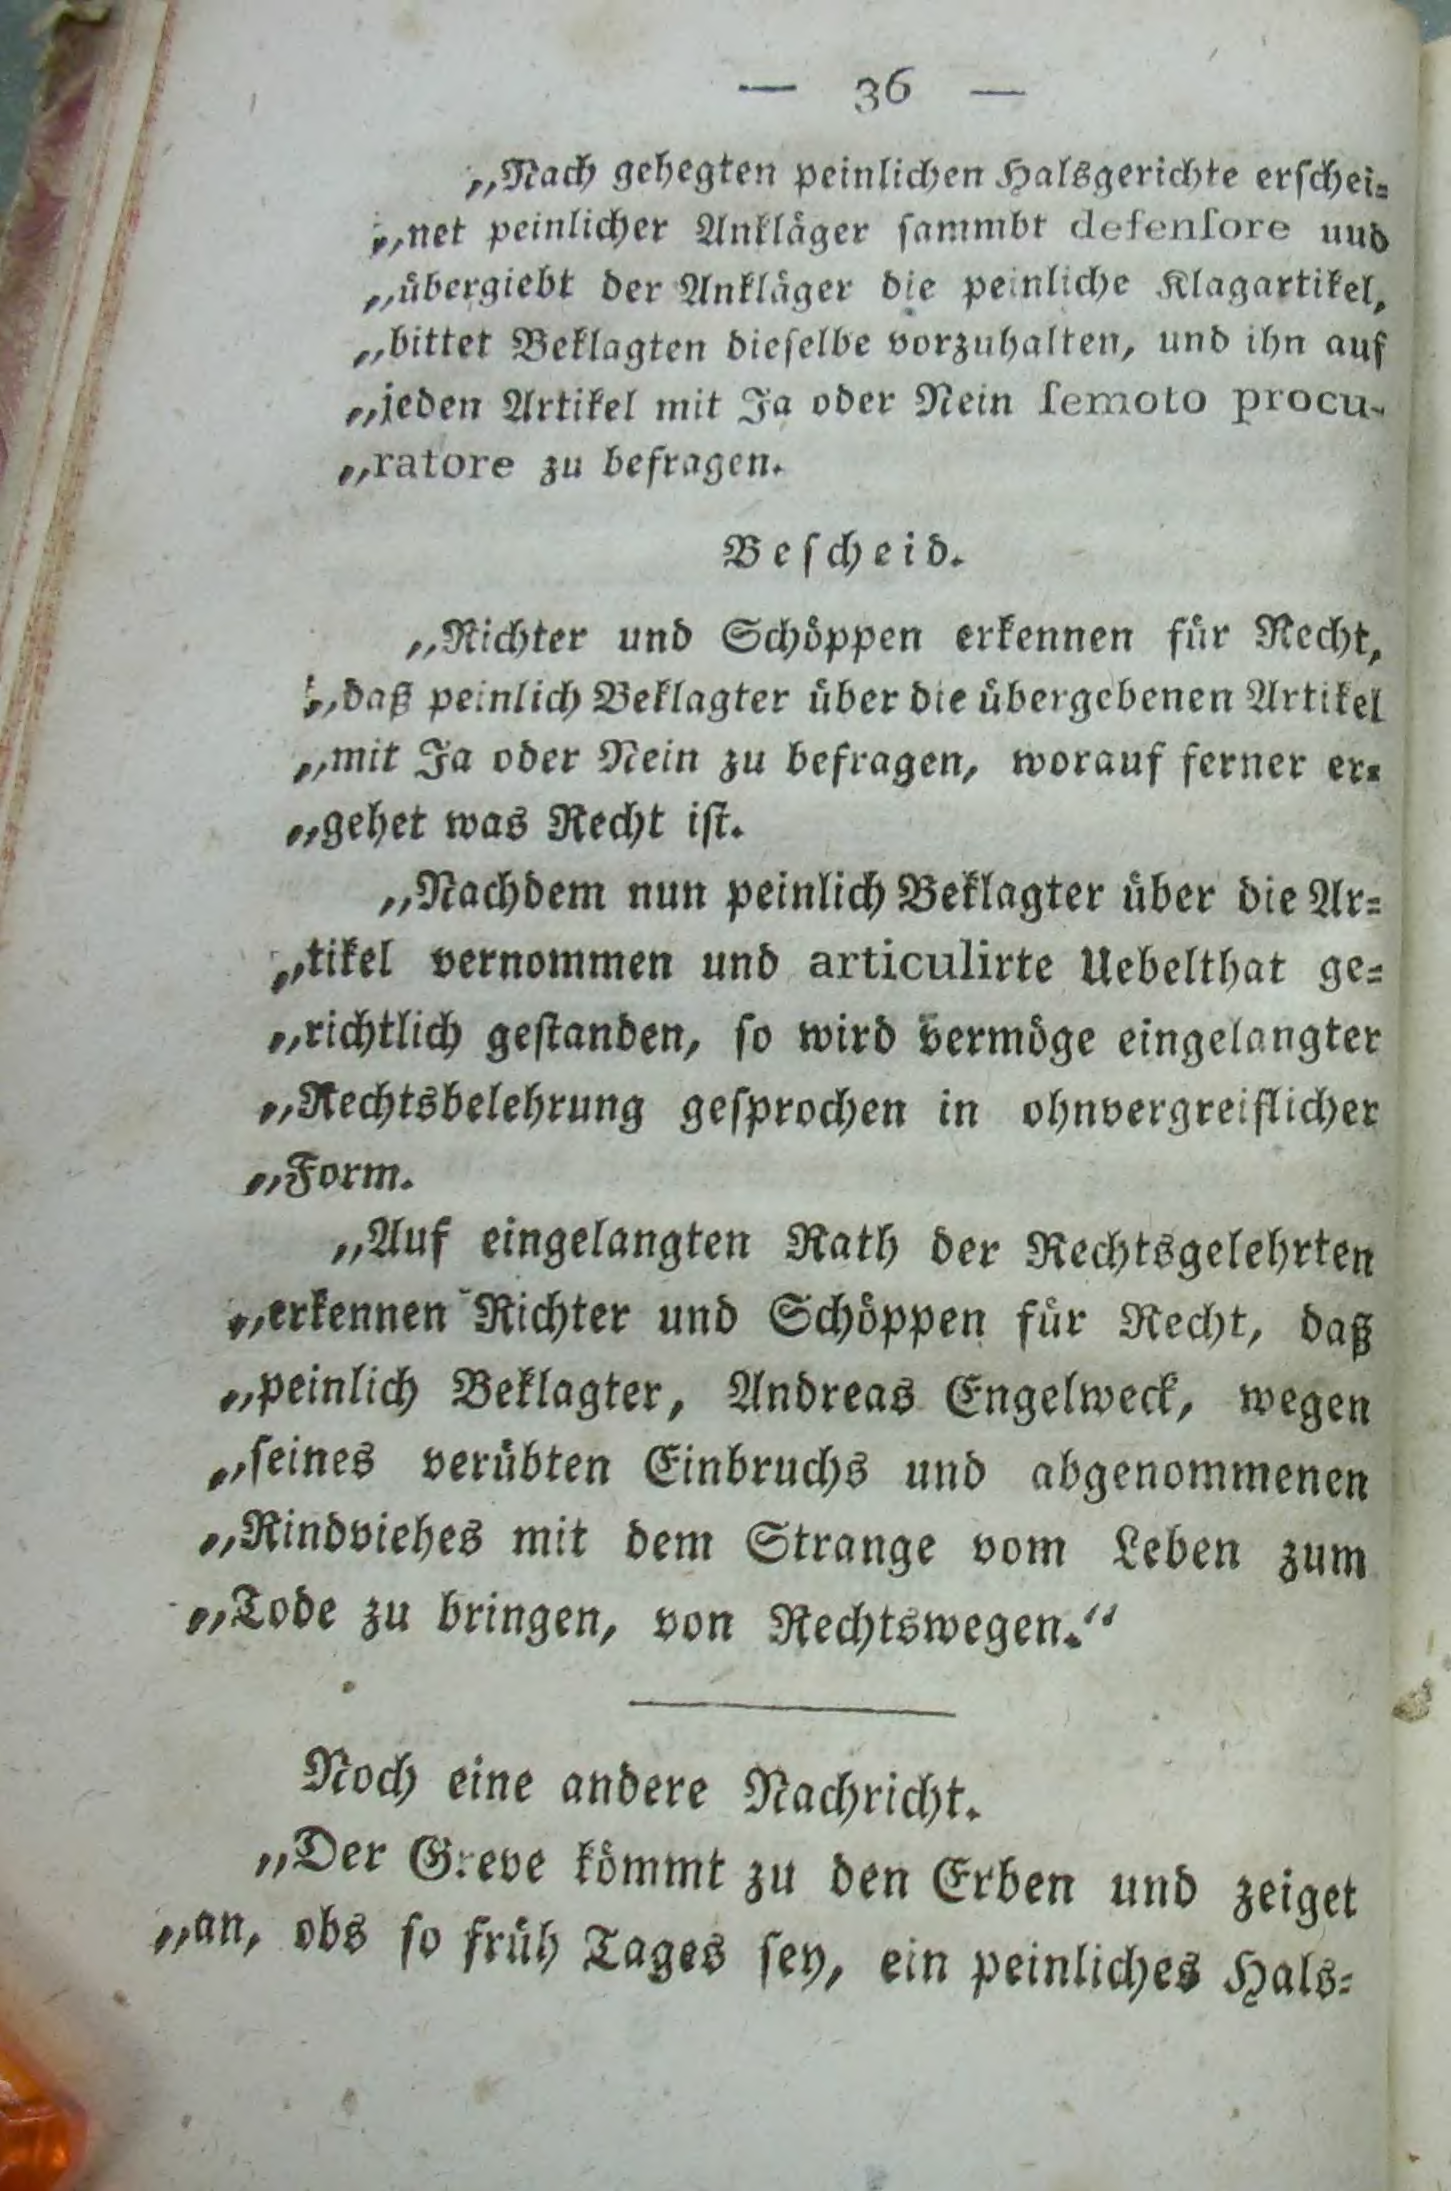 — 36 —
„Nach gehegten peinlichen Halsgerichte erschei=
„net peinlicher Ankläger sammbt defensore und
„übergiebt der Ankläger die peinliche Klagartikel,
„bittet Beklagten dieselbe vorzuhalten, und ihn auf
„jeden Artikel mit Ja oder Nein semoto procu-
„ratore zu befragen.
Bescheid.
„Richter und Schöppen erkennen für Recht,
„daß peinlich Beklagter über die übergebenen Artikel
„mit Ja oder Nein zu befragen, worauf ferner er=
„gehet was Recht ist.
„Nachdem nun peinlich Beklagter über die Ar=
„tikel vernommen und articulirte Uebelthat ge=
„richtlich gestanden, so wird vermöge eingelangter
„Rechtsbelehrung gesprochen in ohnvergreiflicher
„Form.
„Auf eingelangten Rath der Rechtsgelehrten
„erkennen Richter und Schöppen für Recht, daß
„peinlich Beklagter, Andreas Engelweck, wegen
„seines verübten Einbruchs und abgenommenen
„Rindviehes mit dem Strange vom Leben zum
„Tode zu bringen, von Rechtswegen.“
Noch eine andere Nachricht.
„Der Greve kömmt zu den Erben und zeiget
„an, obs so früh Tages sey, ein peinliches Hals=